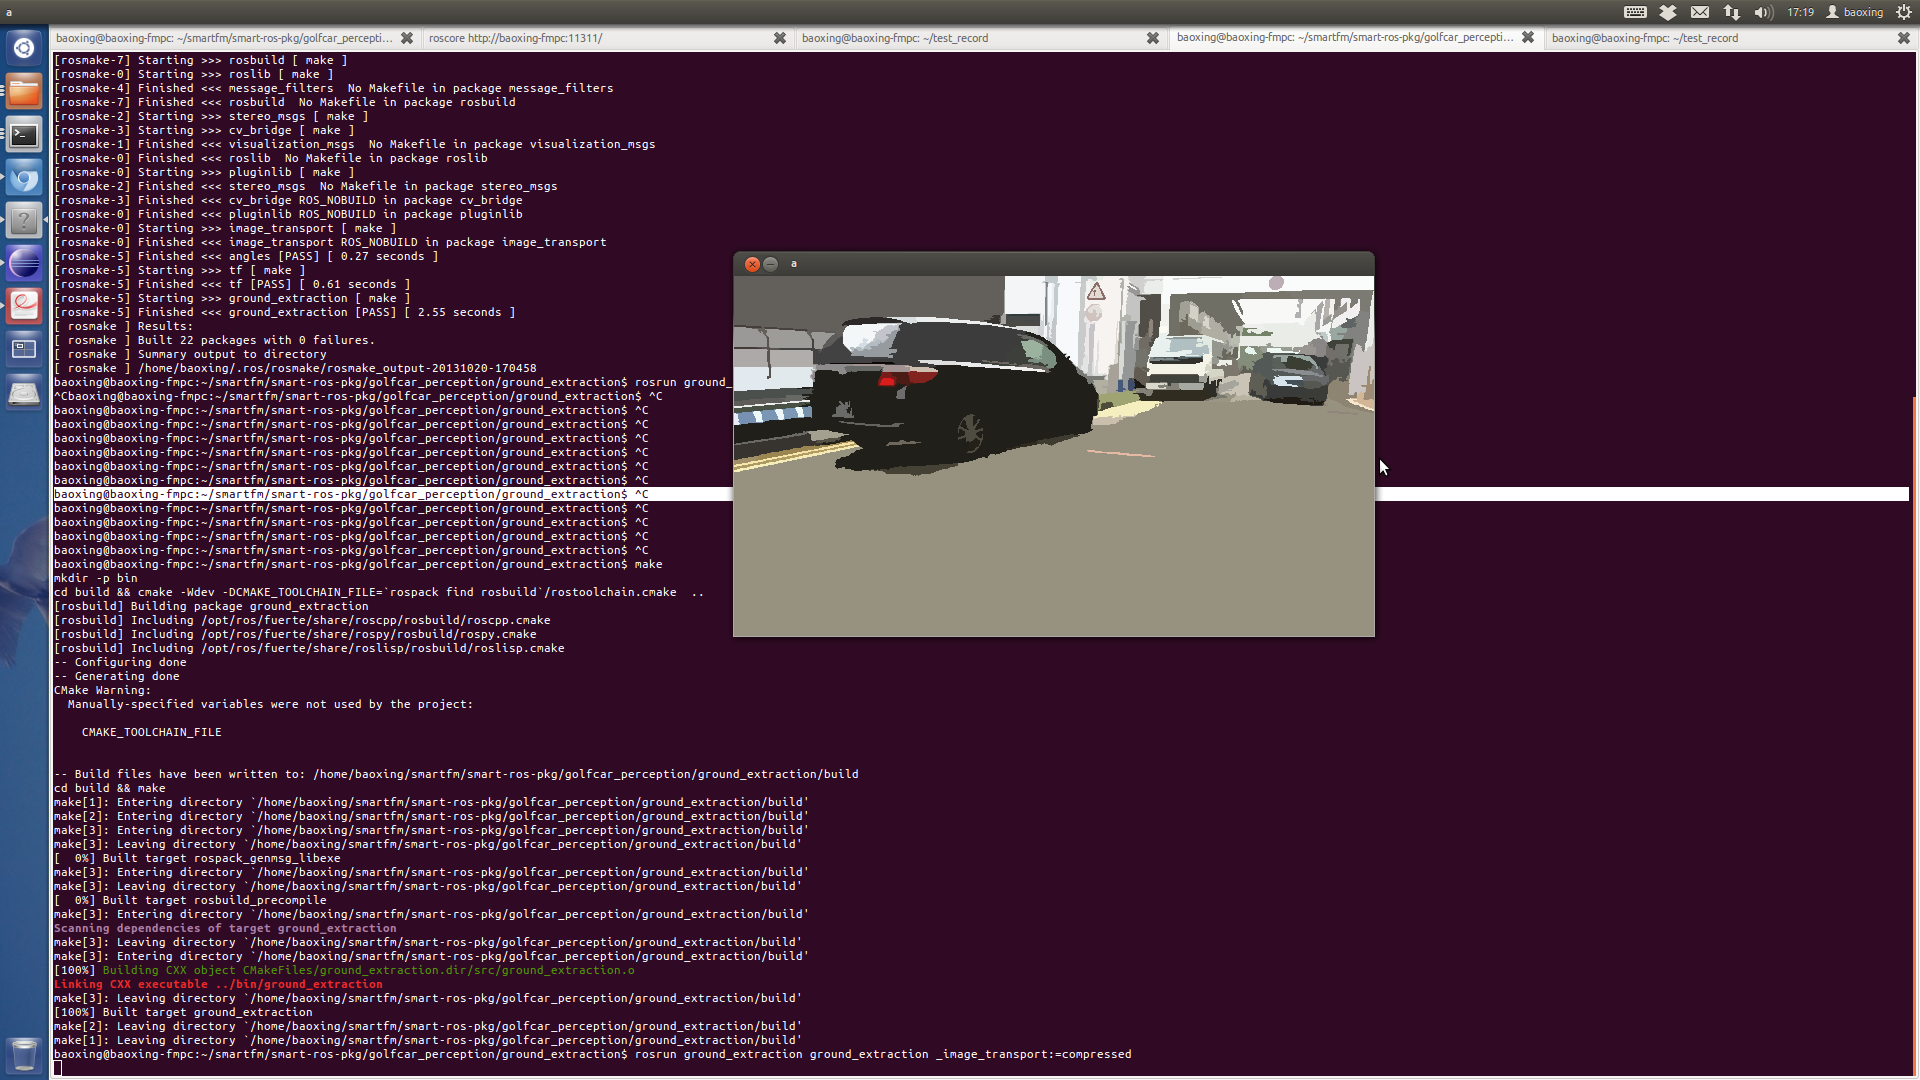 a
17:19
baoxing
baoxing@baoxing-fmpc: ~/smartfm/smart-ros-pkg/golfcar_percepti...
roscore http://baoxing-fmpc:11311/
baoxing@baoxing-fmpc: ~/test_record
baoxing@baoxing-fmpc: ~/smartfm/smart-ros-pkg/golfcar_percepti...
baoxing@baoxing-fmpc: ~/test_record
[rosmake-7] Starting >>> rosbuild [ make ]
[rosmake-0] Starting >>> roslib [ make ]
[rosmake-4] Finished <<< message_filters  No Makefile in package message_filters
[rosmake-7] Finished <<< rosbuild  No Makefile in package rosbuild
[rosmake-2] Starting >>> stereo_msgs [ make ]
[rosmake-3] Starting >>> cv_bridge [ make ]
[rosmake-1] Finished <<< visualization_msgs  No Makefile in package visualization_msgs
[rosmake-0] Finished <<< roslib  No Makefile in package roslib
[rosmake-0] Starting >>> pluginlib [ make ]
[rosmake-2] Finished <<< stereo_msgs  No Makefile in package stereo_msgs
[rosmake-3] Finished <<< cv_bridge ROS_NOBUILD in package cv_bridge
[rosmake-0] Finished <<< pluginlib ROS_NOBUILD in package pluginlib
[rosmake-0] Starting >>> image_transport [ make ]
[rosmake-0] Finished <<< image_transport ROS_NOBUILD in package image_transport
[rosmake-5] Finished <<< angles [PASS] [ 0.27 seconds ]
[rosmake-5] Starting >>> tf [ make ]
[rosmake-5] Finished <<< tf [PASS] [ 0.61 seconds ]
[rosmake-5] Starting >>> ground_extraction [ make ]
[rosmake-5] Finished <<< ground_extraction [PASS] [ 2.55 seconds ]
[ rosmake ] Results:
[ rosmake ] Built 22 packages with 0 failures.
[ rosmake ] Summary output to directory
[ rosmake ] /home/baoxing/.ros/rosmake/rosmake_output-20131020-170458
baoxing@baoxing-fmpc:~/smartfm/smart-ros-pkg/golfcar_perception/ground_extraction$ rosrun ground_
^Cbaoxing@baoxing-fmpc:~/smartfm/smart-ros-pkg/golfcar_perception/ground_extraction$ ^C
baoxing@baoxing-fmpc:~/smartfm/smart-ros-pkg/golfcar_perception/ground_extraction$ ^C
baoxing@baoxing-fmpc:~/smartfm/smart-ros-pkg/golfcar_perception/ground_extraction$ ^C
baoxing@baoxing-fmpc:~/smartfm/smart-ros-pkg/golfcar_perception/ground_extraction$ ^C
baoxing@baoxing-fmpc:~/smartfm/smart-ros-pkg/golfcar_perception/ground_extraction$ ^C
baoxing@baoxing-fmpc:~/smartfm/smart-ros-pkg/golfcar_perception/ground_extraction$ ^C
baoxing@baoxing-fmpc:~/smartfm/smart-ros-pkg/golfcar_perception/ground_extraction$ ^C
baoxing@baoxing-fmpc:~/smartfm/smart-ros-pkg/golfcar_perception/ground_extraction$ ^C
baoxing@baoxing-fmpc:~/smartfm/smart-ros-pkg/golfcar_perception/ground_extraction$ ^C
baoxing@baoxing-fmpc:~/smartfm/smart-ros-pkg/golfcar_perception/ground_extraction$ ^C
baoxing@baoxing-fmpc:~/smartfm/smart-ros-pkg/golfcar_perception/ground_extraction$ ^C
baoxing@baoxing-fmpc:~/smartfm/smart-ros-pkg/golfcar_perception/ground_extraction$ ^C
baoxing@baoxing-fmpc:~/smartfm/smart-ros-pkg/golfcar_perception/ground_extraction$ make
mkdir -p bin
cd build && cmake -Wdev -DCMAKE_TOOLCHAIN_FILE=`rospack find rosbuild`/rostoolchain.cmake  ..
[rosbuild] Building package ground_extraction
[rosbuild] Including /opt/ros/fuerte/share/roscpp/rosbuild/roscpp.cmake
[rosbuild] Including /opt/ros/fuerte/share/rospy/rosbuild/rospy.cmake
[rosbuild] Including /opt/ros/fuerte/share/roslisp/rosbuild/roslisp.cmake
-- Configuring done
-- Generating done
CMake Warning:
  Manually-specified variables were not used by the project:
    CMAKE_TOOLCHAIN_FILE
-- Build files have been written to: /home/baoxing/smartfm/smart-ros-pkg/golfcar_perception/ground_extraction/build
cd build && make
make[1]: Entering directory `/home/baoxing/smartfm/smart-ros-pkg/golfcar_perception/ground_extraction/build'
make[2]: Entering directory `/home/baoxing/smartfm/smart-ros-pkg/golfcar_perception/ground_extraction/build'
make[3]: Entering directory `/home/baoxing/smartfm/smart-ros-pkg/golfcar_perception/ground_extraction/build'
make[3]: Leaving directory `/home/baoxing/smartfm/smart-ros-pkg/golfcar_perception/ground_extraction/build'
[  0%] Built target rospack_genmsg_libexe
make[3]: Entering directory `/home/baoxing/smartfm/smart-ros-pkg/golfcar_perception/ground_extraction/build'
make[3]: Leaving directory `/home/baoxing/smartfm/smart-ros-pkg/golfcar_perception/ground_extraction/build'
[  0%] Built target rosbuild_precompile
make[3]: Entering directory `/home/baoxing/smartfm/smart-ros-pkg/golfcar_perception/ground_extraction/build'
Scanning dependencies of target ground_extraction
make[3]: Leaving directory `/home/baoxing/smartfm/smart-ros-pkg/golfcar_perception/ground_extraction/build'
make[3]: Entering directory `/home/baoxing/smartfm/smart-ros-pkg/golfcar_perception/ground_extraction/build'
[100%] Building CXX object CMakeFiles/ground_extraction.dir/src/ground_extraction.o
Linking CXX executable ../bin/ground_extraction
make[3]: Leaving directory `/home/baoxing/smartfm/smart-ros-pkg/golfcar_perception/ground_extraction/build'
[100%] Built target ground_extraction
make[2]: Leaving directory `/home/baoxing/smartfm/smart-ros-pkg/golfcar_perception/ground_extraction/build'
make[1]: Leaving directory `/home/baoxing/smartfm/smart-ros-pkg/golfcar_perception/ground_extraction/build'
baoxing@baoxing-fmpc:~/smartfm/smart-ros-pkg/golfcar_perception/ground_extraction$ rosrun ground_extraction ground_extraction _image_transport:=compressed
a